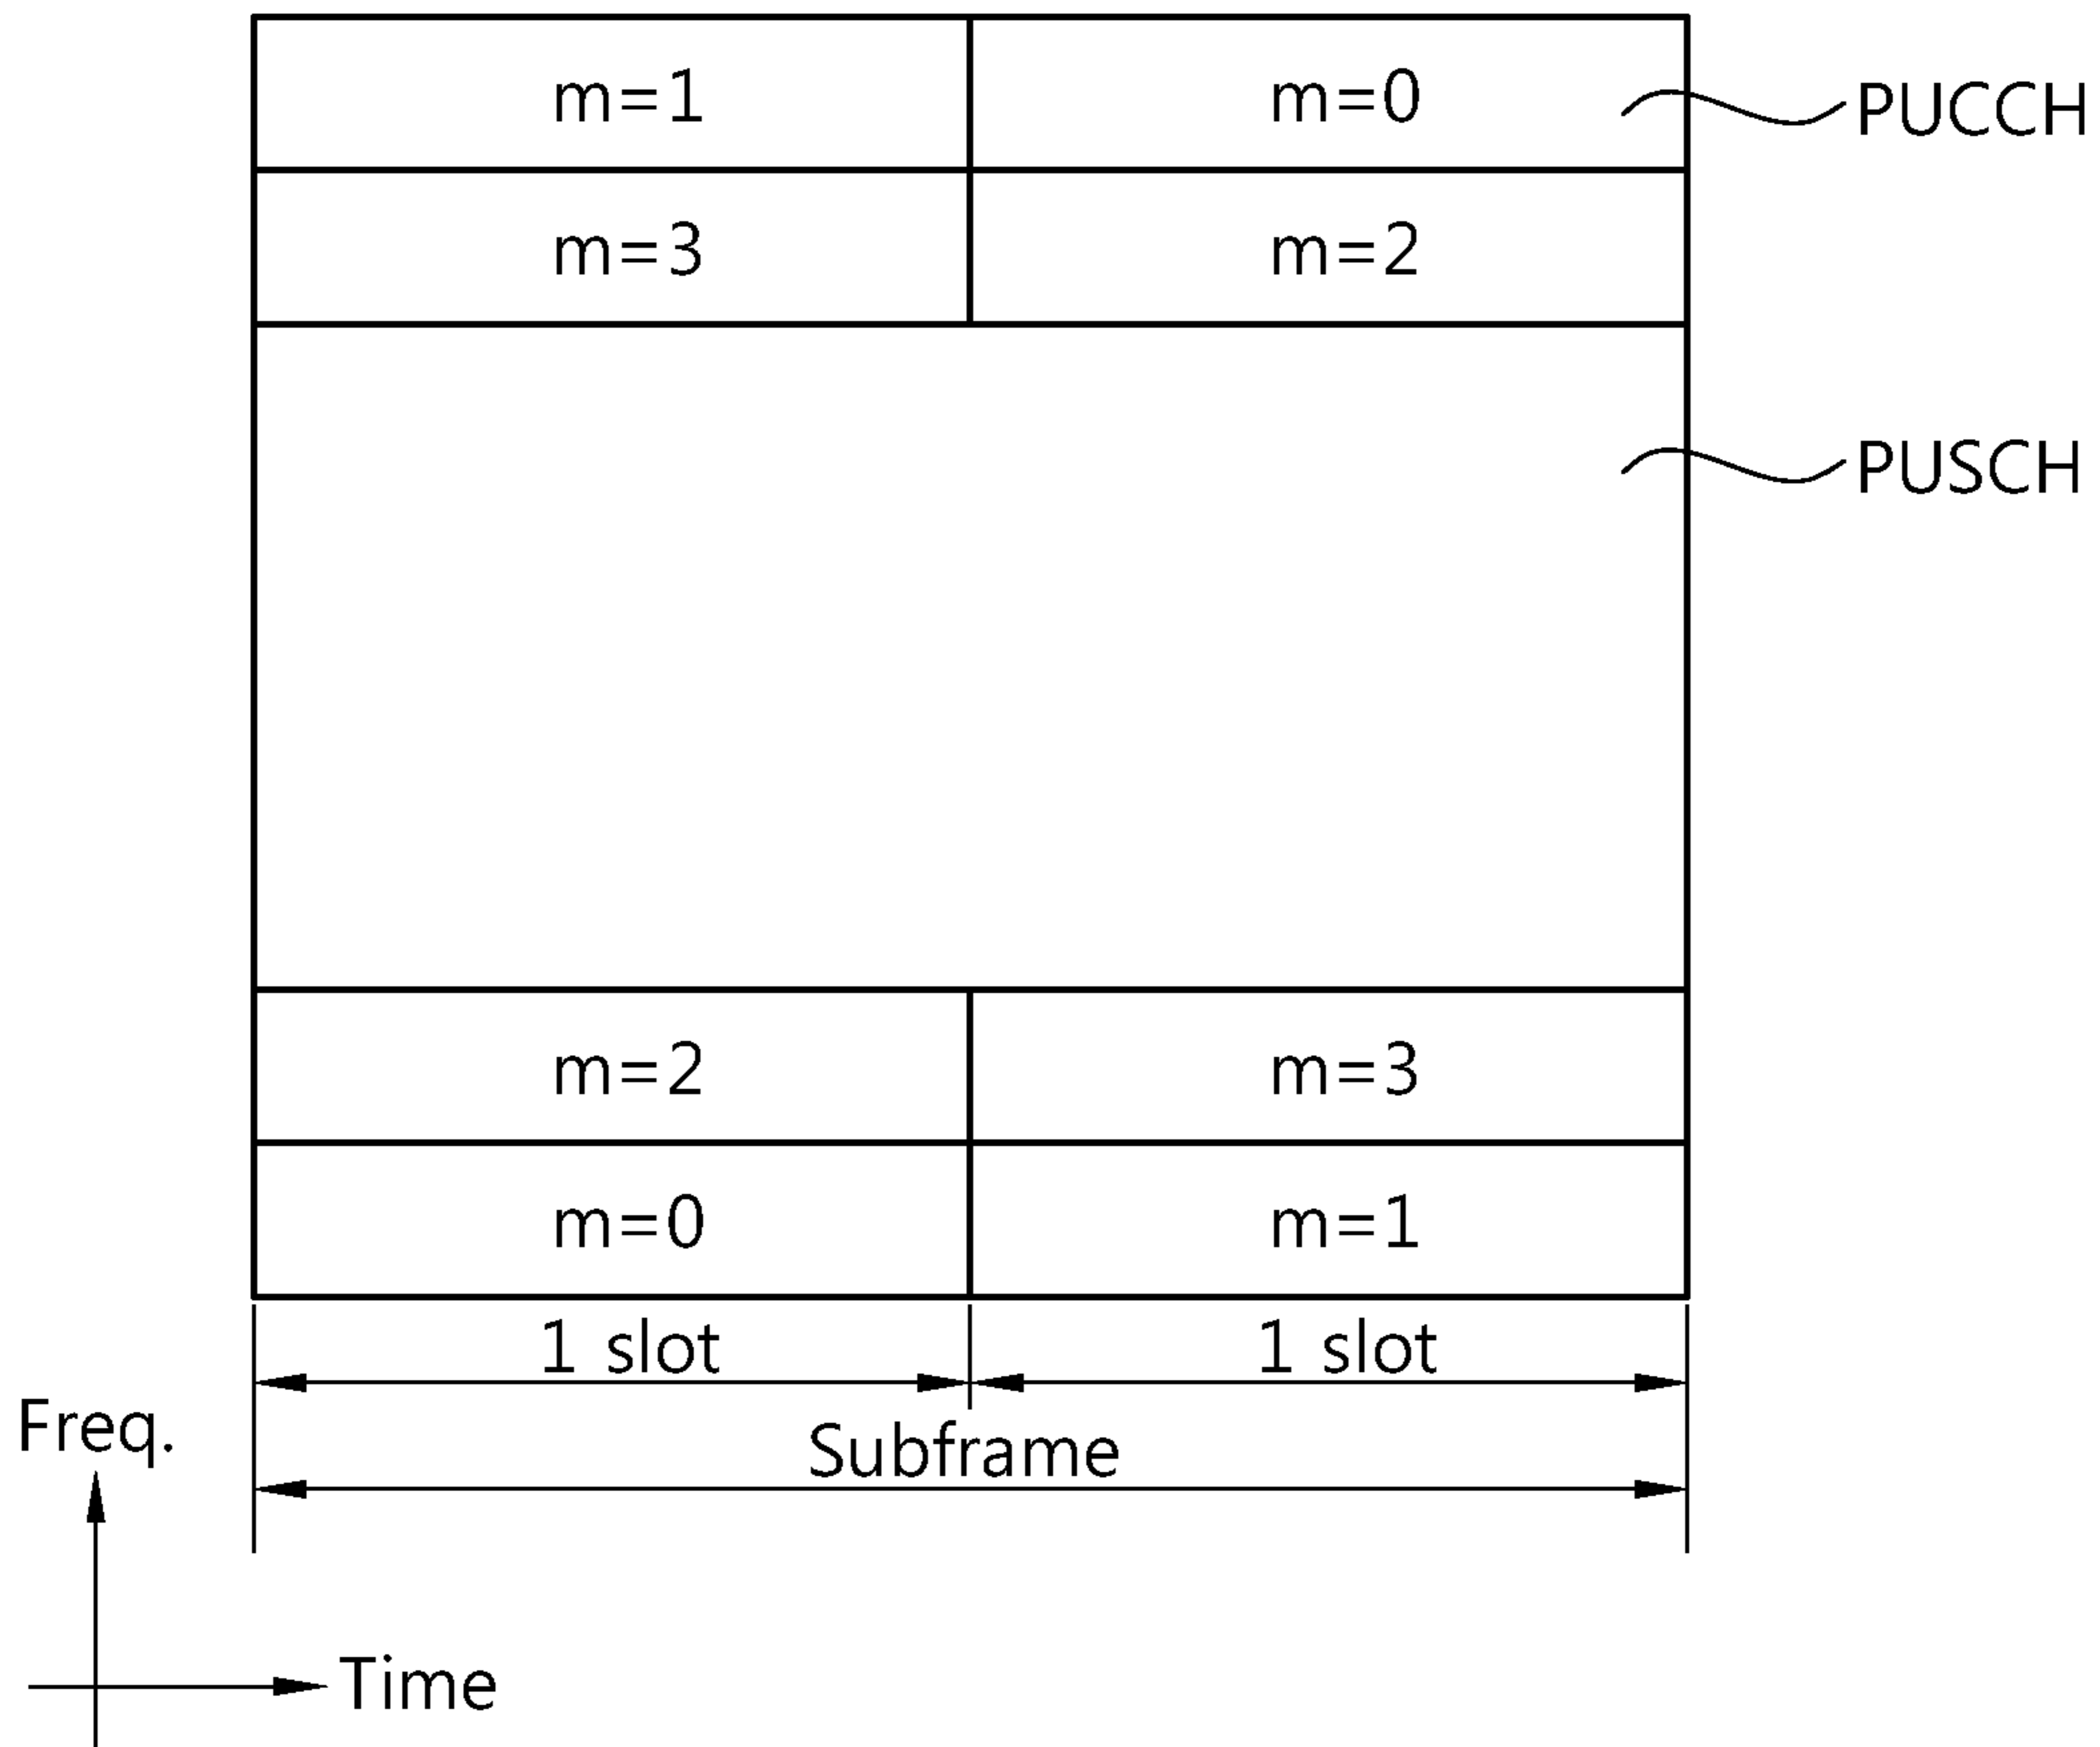 m=1 m=0 PUCCH
m=3 m=2
PUSCH
m=2 m=3
m=0 m=1
1 slot 1 slot
Freq.
Subframe
Time